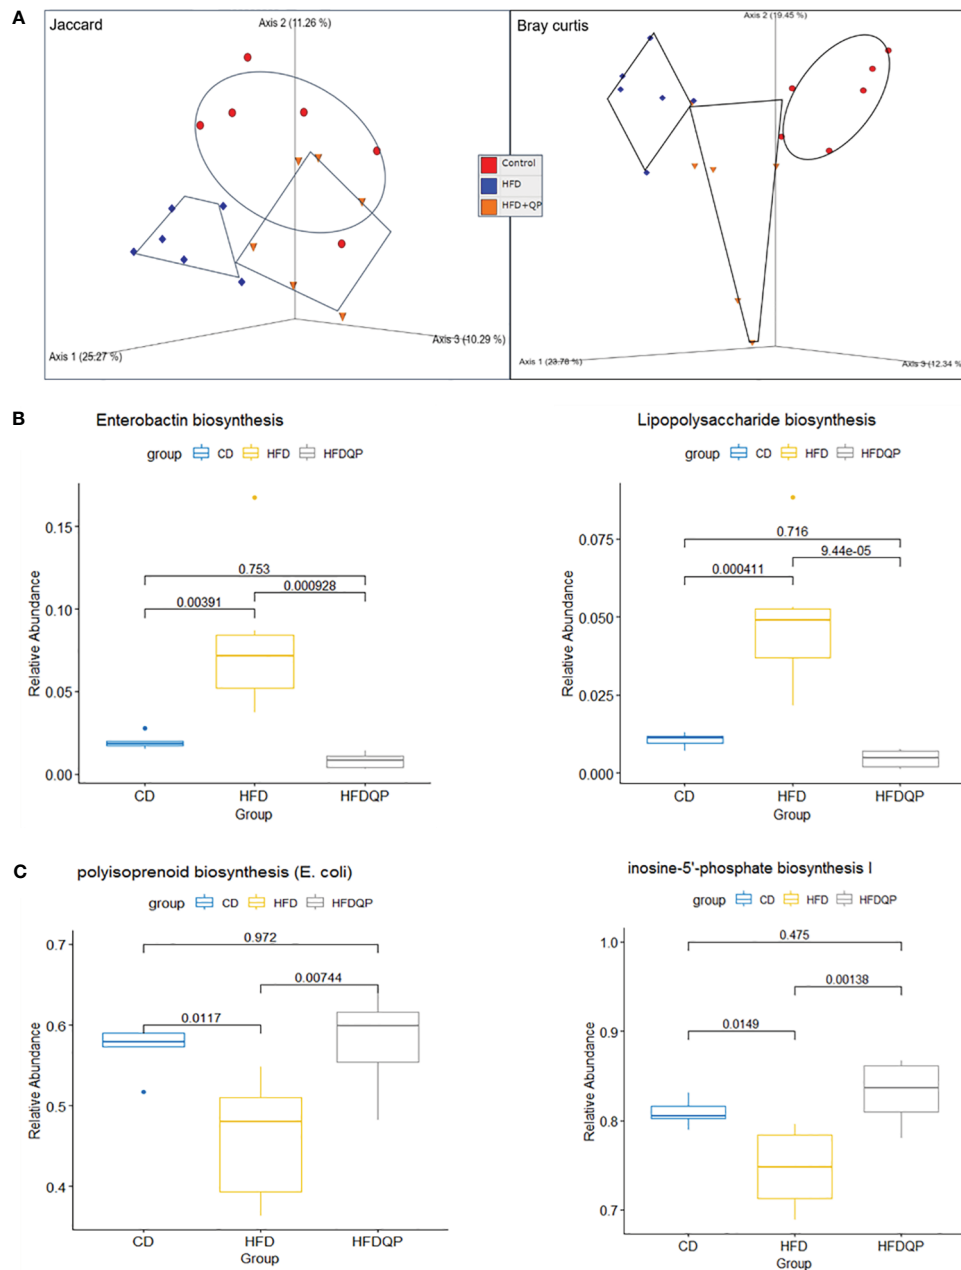 A
Jaccard
Axis 2 (11.26 %)
Axis 1 (25.27 %)
Axis 3 (10.29 %)
Control
HFD
HFD+QP
Bray curtis
Axis 2 (19.45 %)
Axis 1 (23.78 %)
Axis 3 (12.34 %)
B
Enterobactin biosynthesis
group CD HFD HFDQP
Relative Abundance
0.15
0.10
0.05
0.00
0.753
0.000928
0.00391
CD HFD HFDQP
Group
Lipopolysaccharide biosynthesis
group CD HFD HFDQP
Relative Abundance
0.075
0.050
0.025
0.000
0.716
9.44e-05
0.000411
CD HFD HFDQP
Group
C
polyisoprenoid biosynthesis (E. coli)
group CD HFD HFDQP
Relative Abundance
0.7
0.6
0.5
0.4
0.972
0.00744
0.0117
CD HFD HFDQP
Group
inosine-5'-phosphate biosynthesis I
group CD HFD HFDQP
Relative Abundance
1.0
0.9
0.8
0.7
0.475
0.00138
0.0149
CD HFD HFDQP
Group